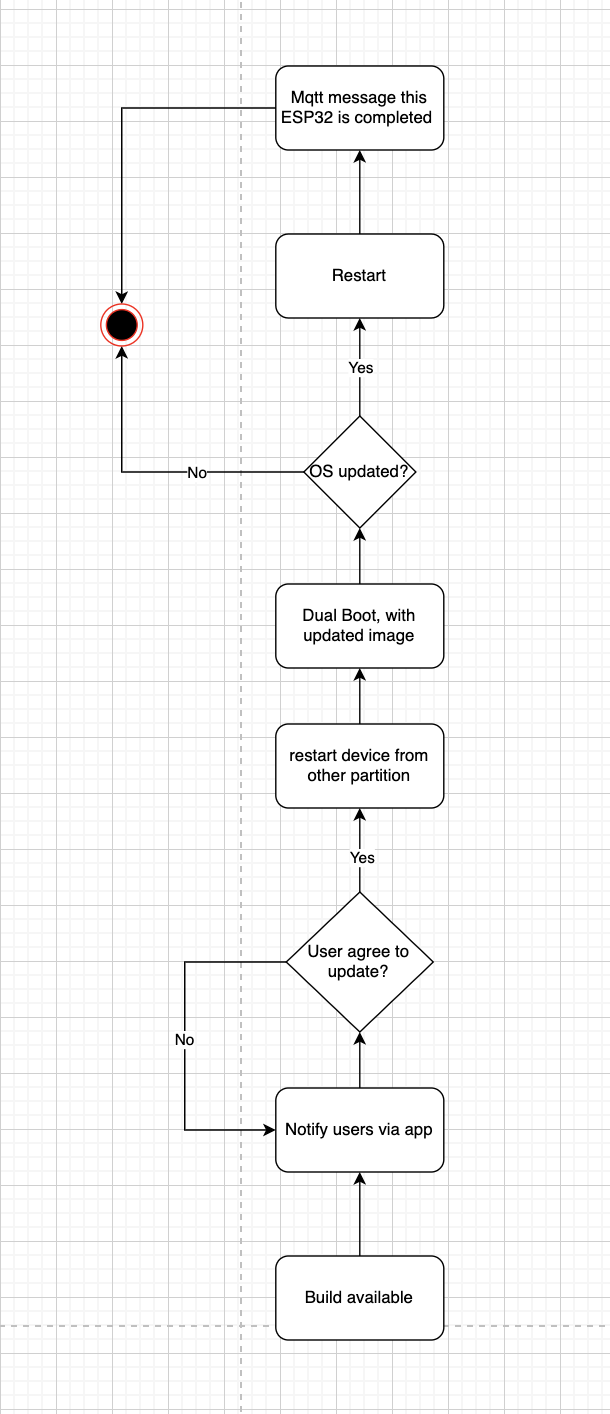 Mqtt message this
ESP32 is completed
Restart
Yes
OS updated?
No
Dual Boot, with
updated image
restart device from
other partition
Yes
User agree to
update?
No
Notify users via app
Build available